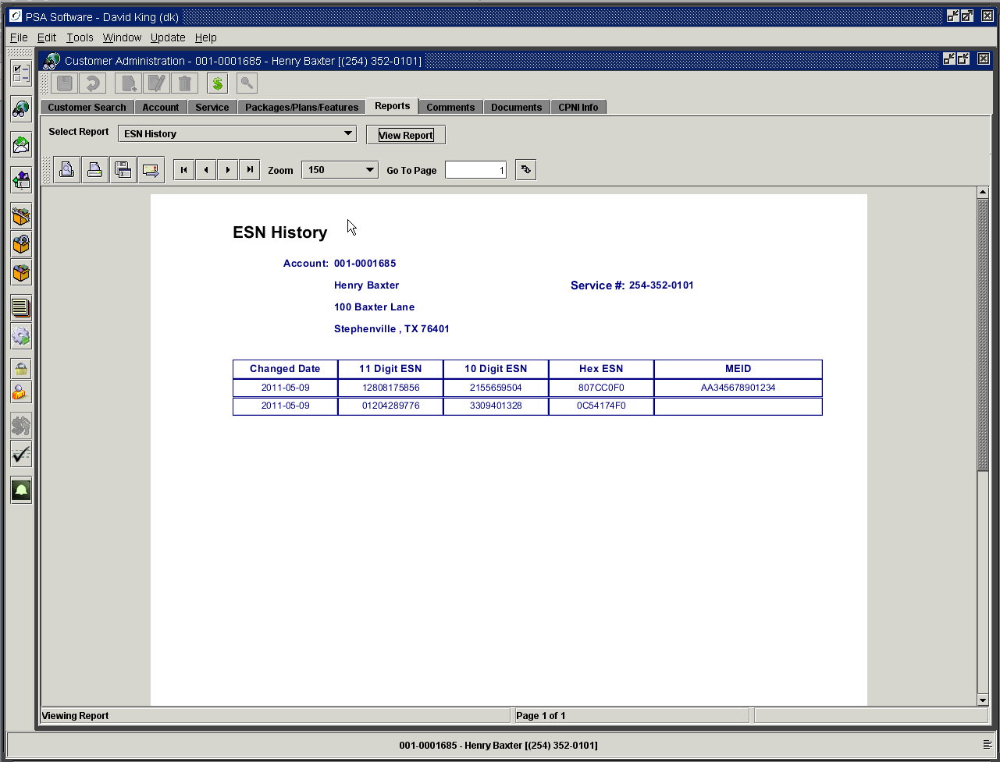 PSA Software - David King (dk)
File Edit Tools Window Update Help
Customer Administration - 001-0001685 - Henry Baxter [(254) 352-0101]
Customer Search Account Service Packages/Plans/Features Reports Comments Documents CPNI Info
Select Report ESN History View Report
Zoom 150 Go To Page 1
ESN History
Account: 001-0001685
Henry Baxter Service #: 254-352-0101
100 Baxter Lane
Stephenville , TX 76401
Changed Date 11 Digit ESN 10 Digit ESN Hex ESN MEID
2011-05-09 12808175856 2155659504 807CC0F0 AA345678901234
2011-05-09 01204289776 3309401328 0C54174F0
Viewing Report Page 1 of 1
001-0001685 - Henry Baxter [(254) 352-0101]